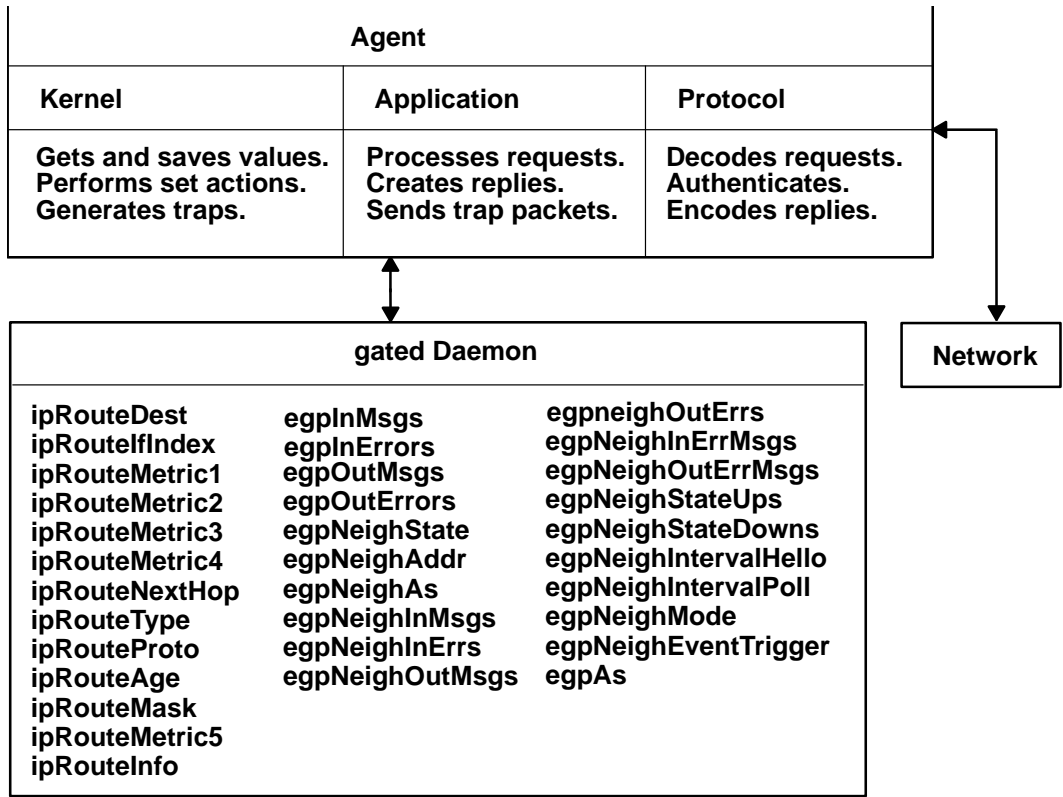 Agent
Kernel
Application
Protocol
Gets and saves values.
Performs set actions.
Generates traps.
Processes requests.
Creates replies.
Sends trap packets.
Decodes requests.
Authenticates.
Encodes replies.
gated Daemon
Network
ipRouteDest
ipRouteIfIndex
ipRouteMetric1
ipRouteMetric2
ipRouteMetric3
ipRouteMetric4
ipRouteNextHop
ipRouteType
ipRouteProto
ipRouteAge
ipRouteMask
ipRouteMetric5
ipRouteInfo
egpInMsgs
egpInErrors
egpOutMsgs
egpOutErrors
egpNeighState
egpNeighAddr
egpNeighAs
egpNeighInMsgs
egpNeighInErrs
egpNeighOutMsgs
egpneighOutErrs
egpNeighInErrMsgs
egpNeighOutErrMsgs
egpNeighStateUps
egpNeighStateDowns
egpNeighIntervalHello
egpNeighIntervalPoll
egpNeighMode
egpNeighEventTrigger
egpAs